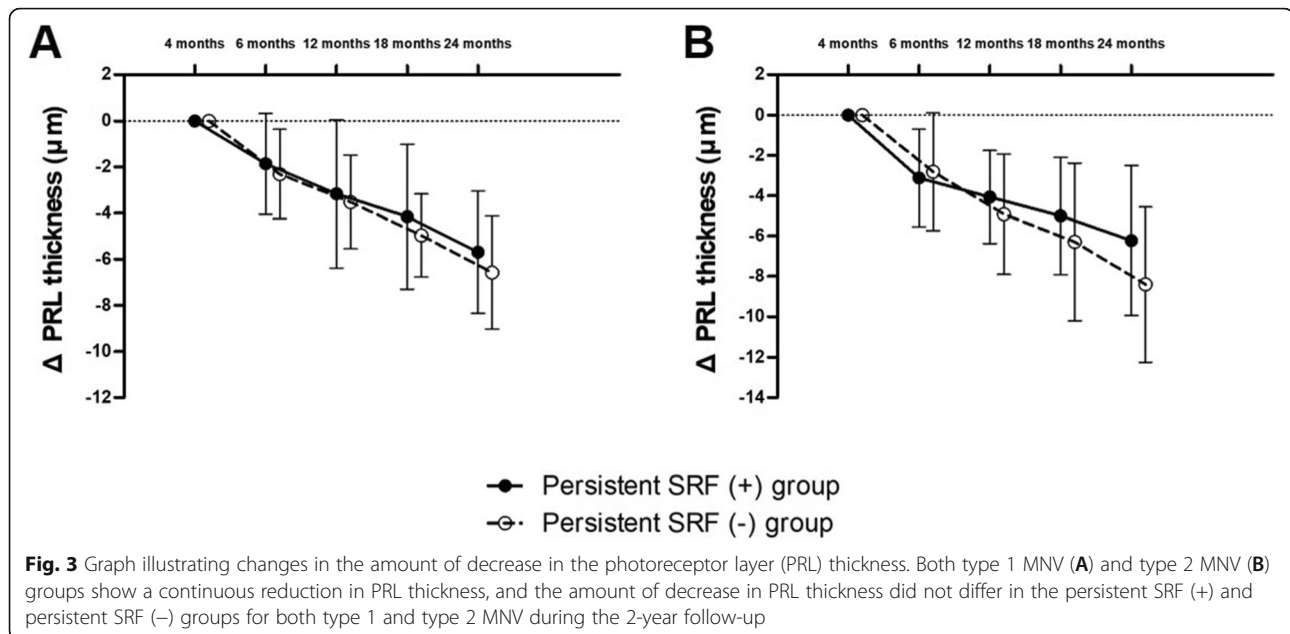 A
4 months 6 months 12 months 18 months 24 months
2
0
-2
-4
-6
-8
-10
-12
Δ PRL thickness (μm)
B
4 months 6 months 12 months 18 months 24 months
2
0
-2
-4
-6
-8
-10
-12
-14
Δ PRL thickness (μm)
Persistent SRF (+) group
Persistent SRF (-) group
Fig. 3 Graph illustrating changes in the amount of decrease in the photoreceptor layer (PRL) thickness. Both type 1 MNV (A) and type 2 MNV (B)
groups show a continuous reduction in PRL thickness, and the amount of decrease in PRL thickness did not differ in the persistent SRF (+) and
persistent SRF (−) groups for both type 1 and type 2 MNV during the 2-year follow-up